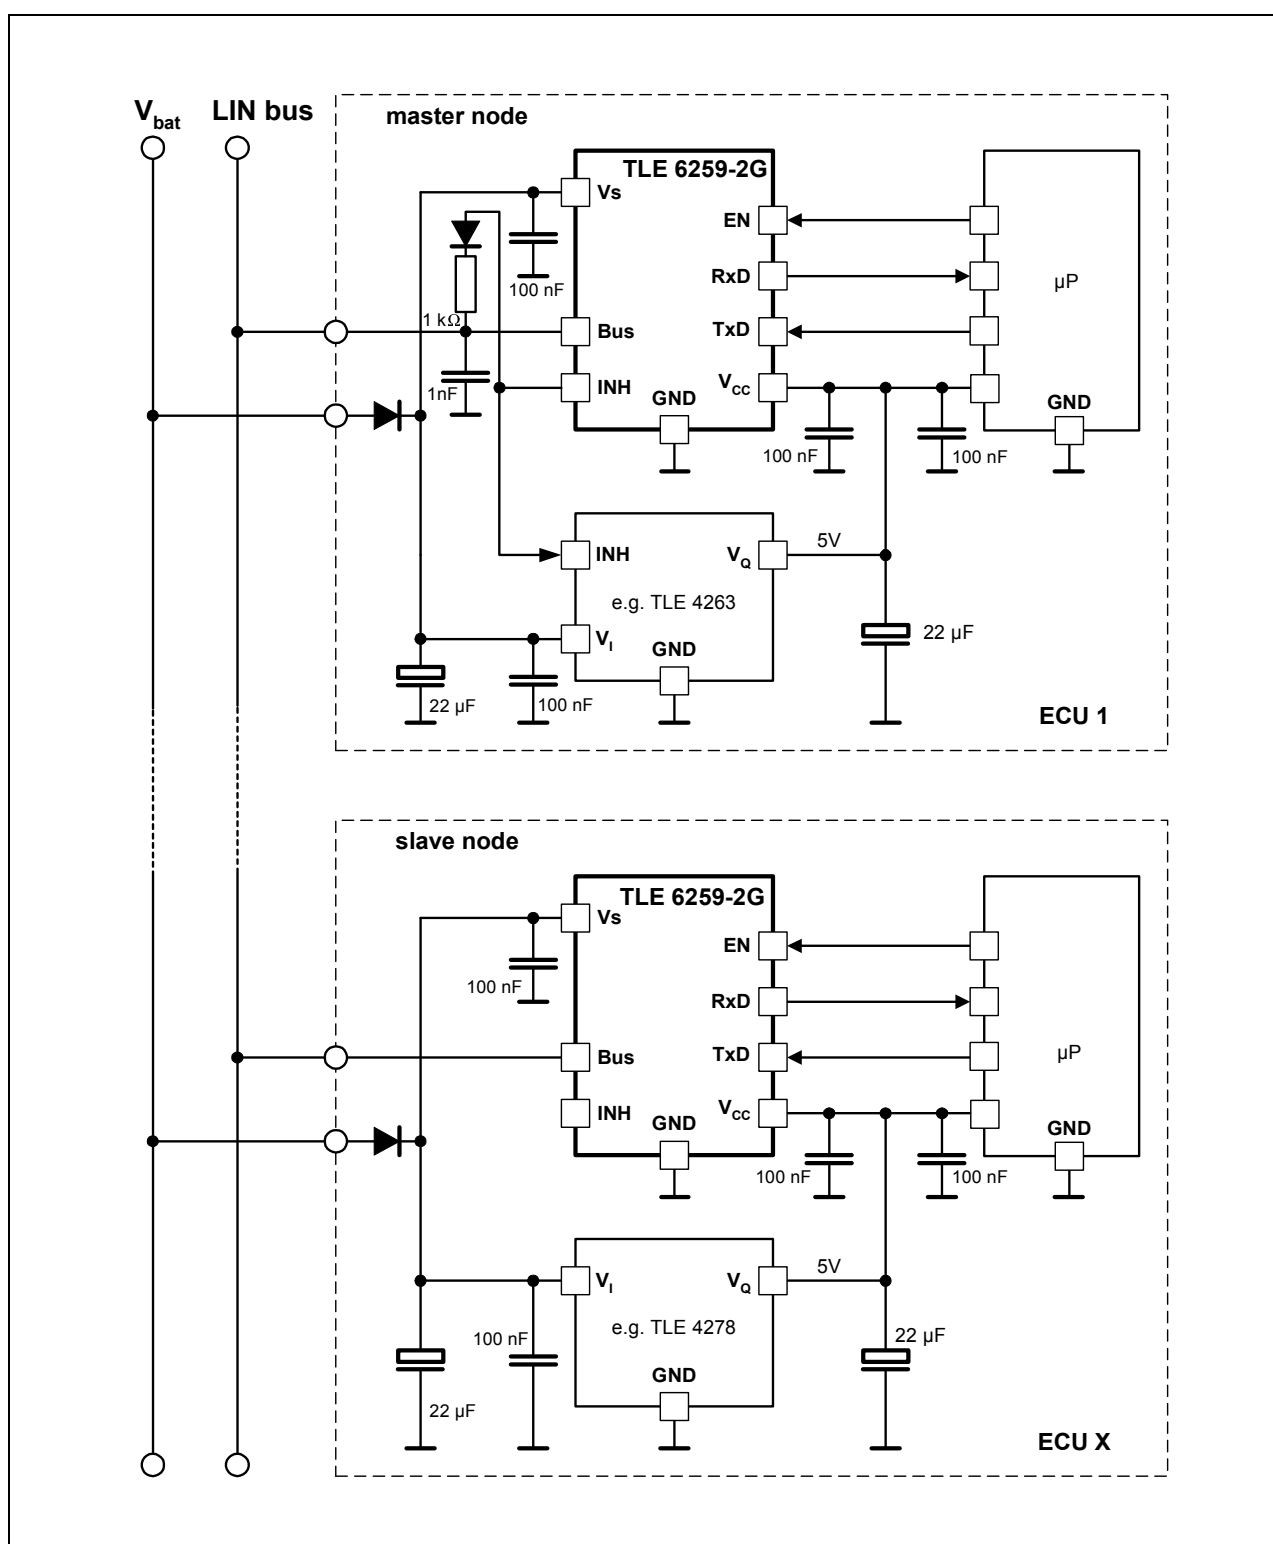 V_bat LIN bus
master node
TLE 6259-2G
Vs
EN
100 nF
RxD
µP
1 kΩ
Bus
TxD
1nF
INH
GND
V_CC
GND
100 nF
100 nF
INH
V_Q
5V
e.g. TLE 4263
22 µF
V_I
GND
22 µF
100 nF
ECU 1
slave node
TLE 6259-2G
Vs
EN
100 nF
RxD
Bus
TxD
µP
INH
GND
V_CC
GND
100 nF
100 nF
V_I
V_Q
5V
e.g. TLE 4278
22 µF
100 nF
GND
22 µF
ECU X